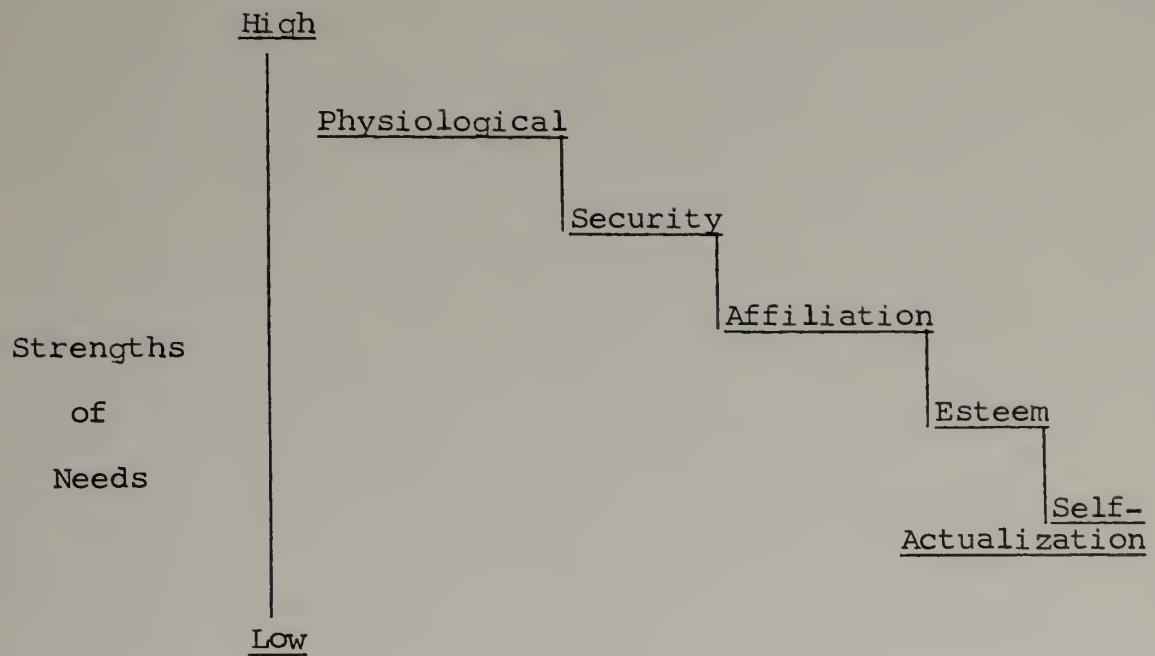 High
Physiological
Security
Affiliation
Strengths
of
Esteem
Needs
Self-
Actualization
Low